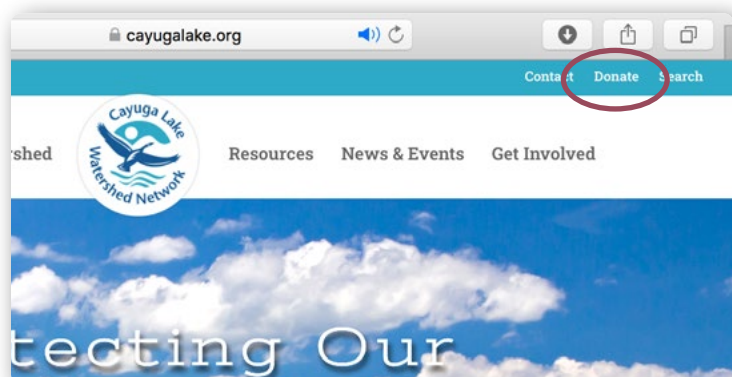 cayugalake.org
Contact Donate Search
Cayuga Lake
Watershed Network
rshed
Resources News & Events Get Involved
tecting Our